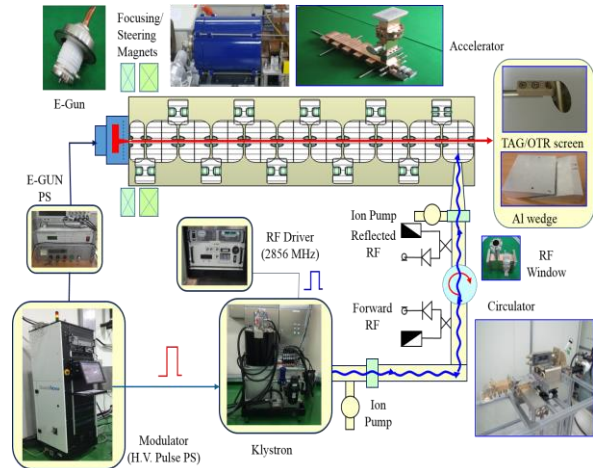 Focusing/
Steering
Magnets
E-Gun
Accelerator
TAG/OTR screen
Al wedge
E-GUN
PS
RF Driver
(2856 MHz)
Ion Pump
Reflected
RF
RF
Window
Forward
RF
Circulator
Ion
Pump
Modulator
(H.V. Pulse PS)
Klystron